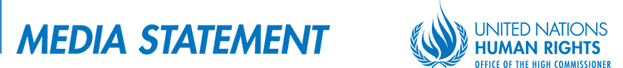 MEDIA STATEMENT
UNITED NATIONS
HUMAN RIGHTS
OFFICE OF THE HIGH COMMISSIONER